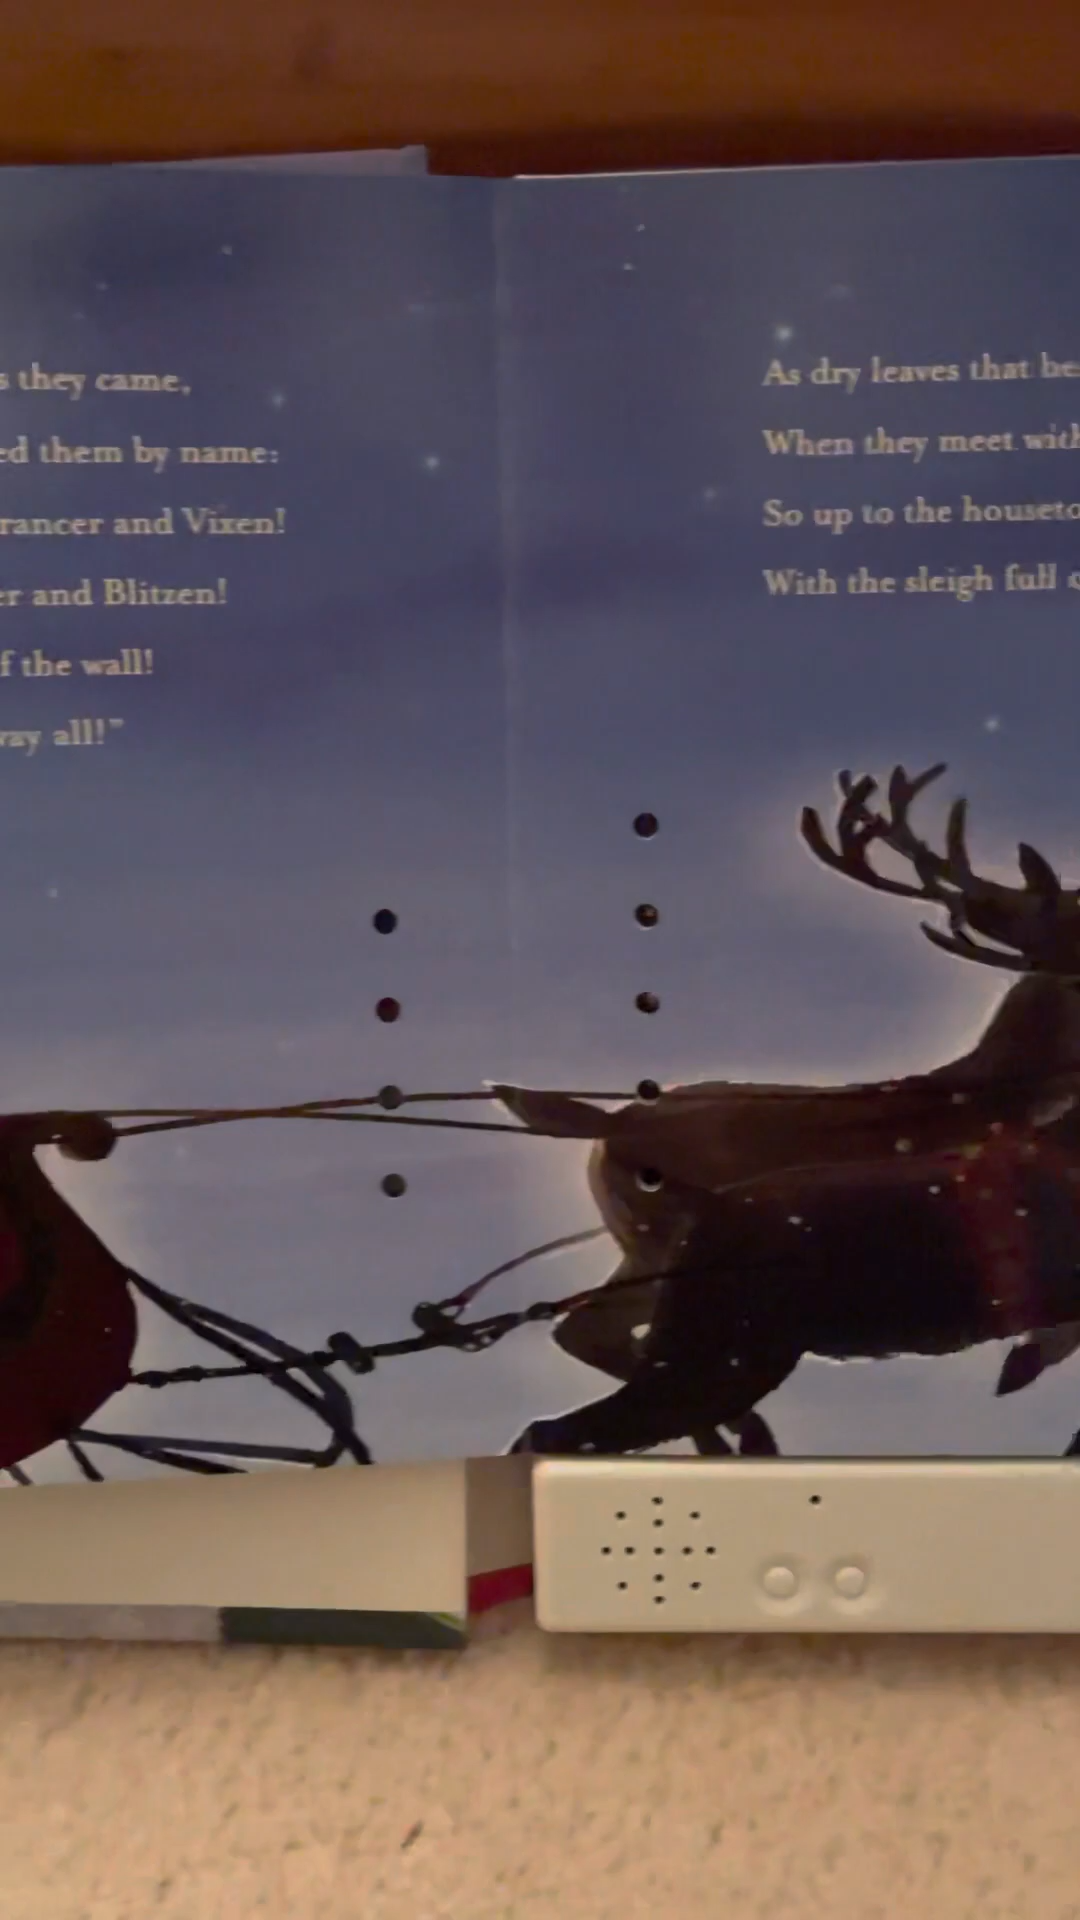 s they came,
ed them by name:
rancer and Vixen!
er and Blitzen!
f the wall!
way all!”
As dry leaves that be
When they meet with
So up to the houseto
With the sleigh full o